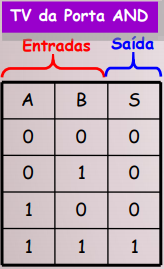 TV da Porta AND
Entradas Saída
A B S
0 0 0
0 1 0
1 0 0
1 1 1